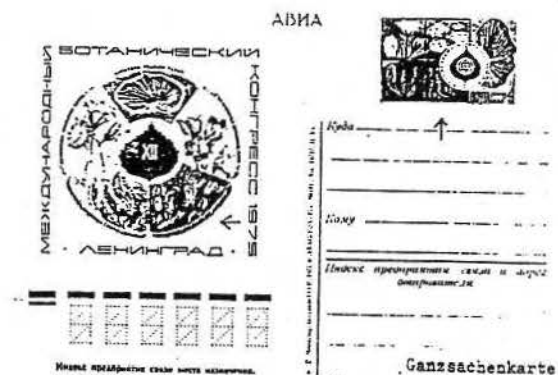 АВИА
МЕЖДУНАРОДНЫЙ
БОТАНИЧЕСКИЙ
КОНГРЕСС 1975
· ЛЕНИНГРАД ·
XII
Куда
Кому
Индекс предприятия связи и адрес
отправителя
Индекс предприятия связи места назначения.
Ganzsachenkarte